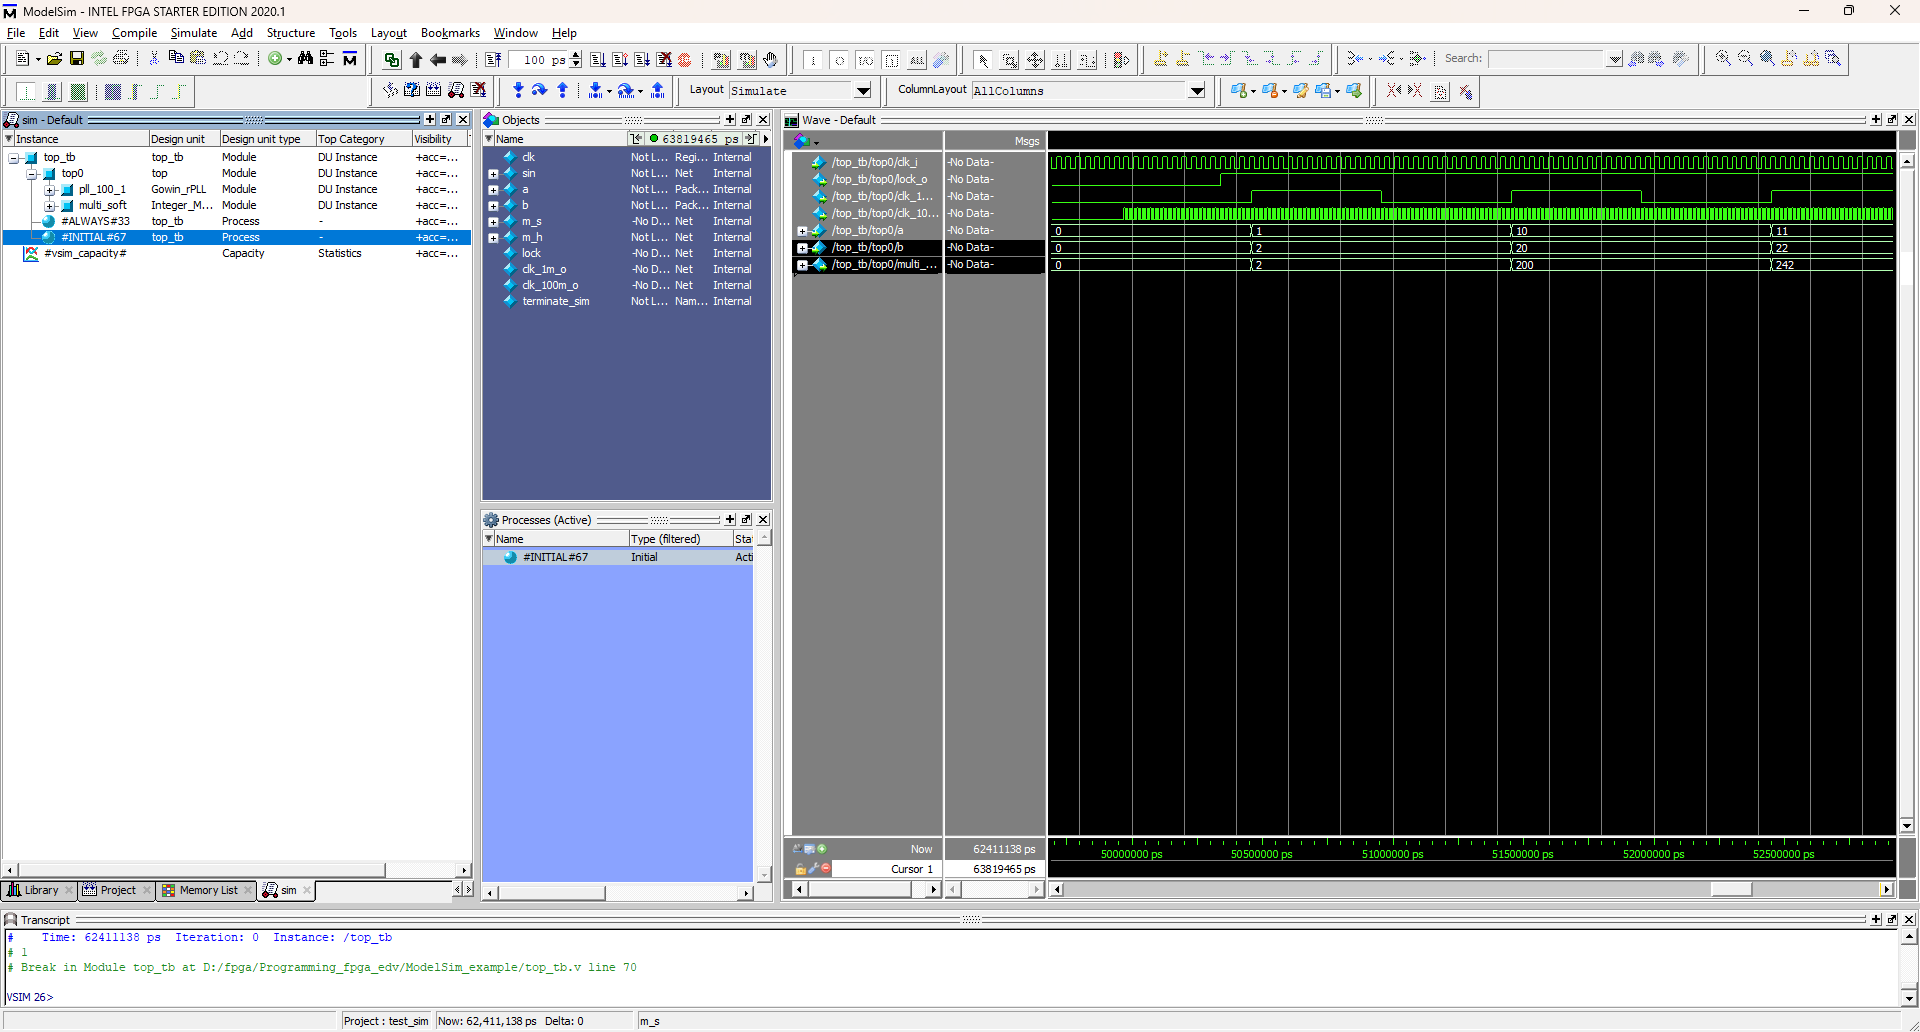 ModelSim - INTEL FPGA STARTER EDITION 2020.1
File Edit View Compile Simulate Add Structure Tools Layout Bookmarks Window Help
100 ps
Search:
Layout Simulate
ColumnLayout AllColumns
sim - Default
Instance Design unit Design unit type Top Category Visibility
top_tb top_tb Module DU Instance +acc=...
top0 top Module DU Instance +acc=...
pll_100_1 Gowin_rPLL Module DU Instance +acc=...
multi_soft Integer_M... Module DU Instance +acc=...
#ALWAYS#33 top_tb Process - +acc=...
#INITIAL#67 top_tb Process - +acc=...
#vsim_capacity# Capacity Statistics +acc=...
Library Project Memory List sim
Objects
Name 63819465 ps
clk Not L... Regi... Internal
sin Not L... Net Internal
a Not L... Pack... Internal
b Not L... Pack... Internal
m_s -No D... Net Internal
m_h Not L... Net Internal
lock -No D... Net Internal
clk_1m_o -No D... Net Internal
clk_100m_o -No D... Net Internal
terminate_sim Not L... Nam... Internal
Processes (Active)
Name Type (filtered) Sta
#INITIAL#67 Initial Acti
Wave - Default
Msgs
/top_tb/top0/clk_i -No Data-
/top_tb/top0/lock_o -No Data-
/top_tb/top0/clk_1... -No Data-
/top_tb/top0/clk_10... -No Data-
/top_tb/top0/a -No Data- 0 1 10 11
/top_tb/top0/b -No Data- 0 2 20 22
/top_tb/top0/multi_... -No Data- 0 2 200 242
Now 62411138 ps 50000000 ps 50500000 ps 51000000 ps 51500000 ps 52000000 ps 52500000 ps
Cursor 1 63819465 ps
Transcript
# Time: 62411138 ps Iteration: 0 Instance: /top_tb
# 1
# Break in Module top_tb at D:/fpga/Programming_fpga_edv/ModelSim_example/top_tb.v line 70
VSIM 26>
Project : test_sim Now: 62,411,138 ps Delta: 0 m_s